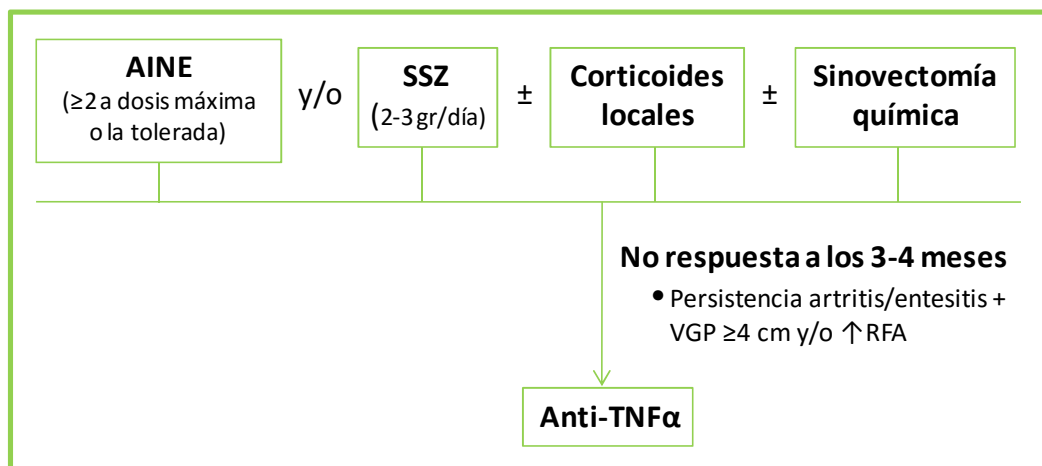 AINE
(≥2 a dosis máxima
o la tolerada)
y/o
SSZ
(2-3 gr/día)
±
Corticoides
locales
±
Sinovectomía
química
No respuesta a los 3-4 meses
• Persistencia artritis/entesitis +
VGP ≥4 cm y/o ↑RFA
Anti-TNFα